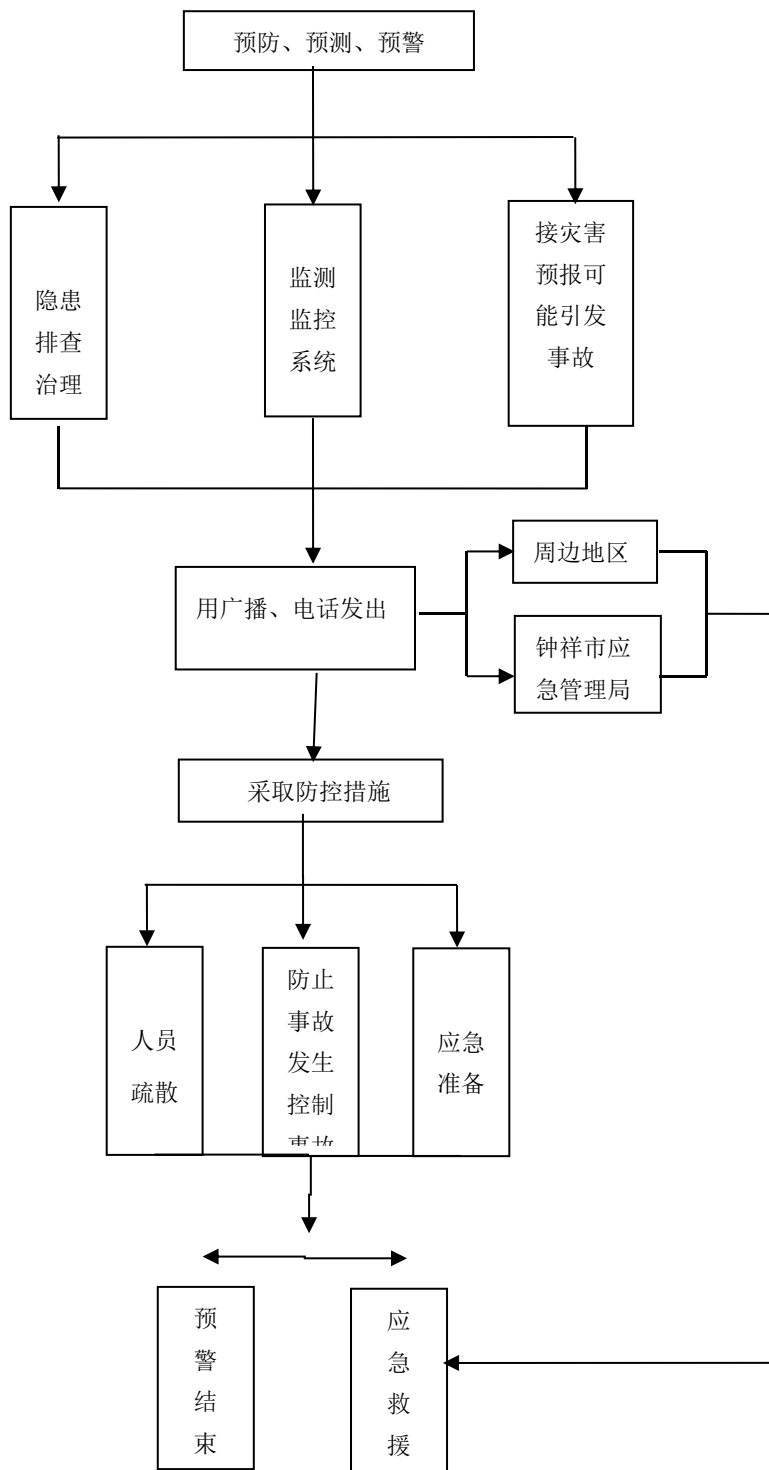 预防、预测、预警
隐患
排查
治理
监测
监控
系统
接灾害
预报可
能引发
事故
用广播、电话发出
周边地区
钟祥市应
急管理局
采取防控措施
人员
疏散
防止
事故
发生
控制
事故
应急
准备
预
警
结
束
应
急
救
援